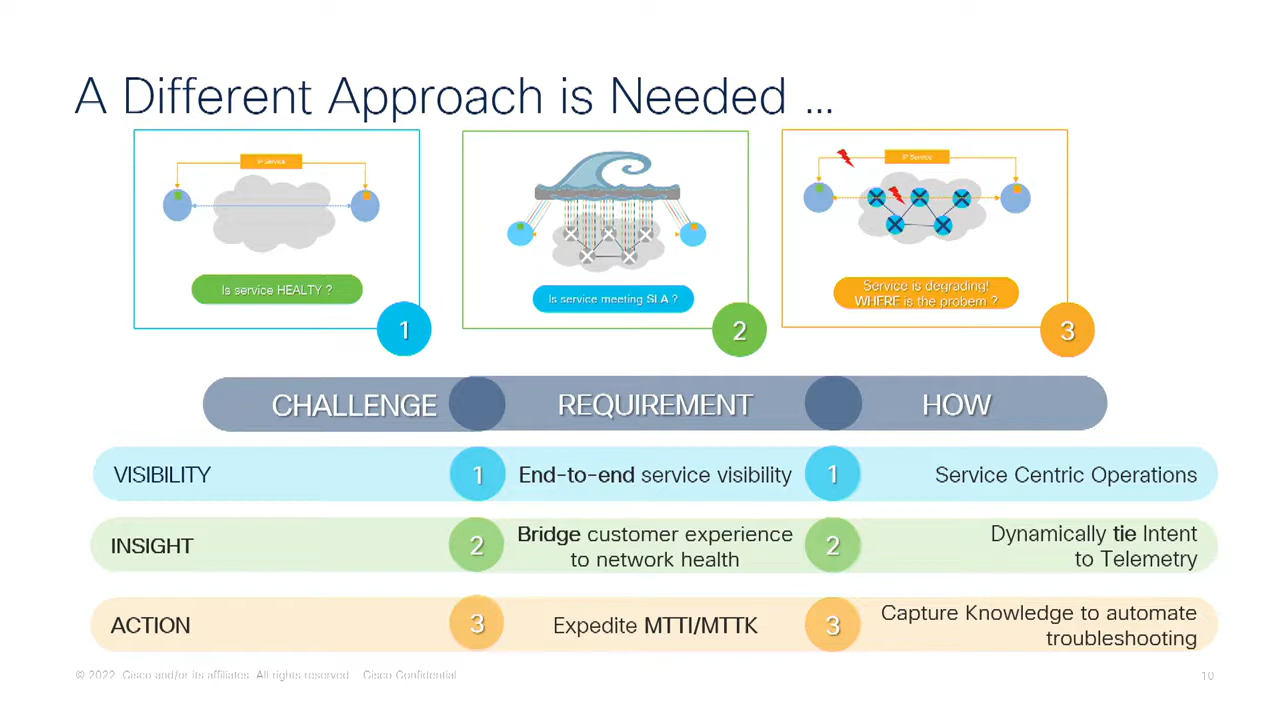 A Different Approach is Needed ...
IP Service
Is service HEALTY ?
1
Is service meeting SLA ?
2
IP Service
Service is degrading!
WHERE is the probem ?
3
CHALLENGE
REQUIREMENT
HOW
VISIBILITY
1
End-to-end service visibility
1
Service Centric Operations
INSIGHT
2
Bridge customer experience
to network health
2
Dynamically tie Intent
to Telemetry
ACTION
3
Expedite MTTI/MTTK
3
Capture Knowledge to automate
troubleshooting
© 2022 Cisco and/or its affiliates. All rights reserved. Cisco Confidential
10